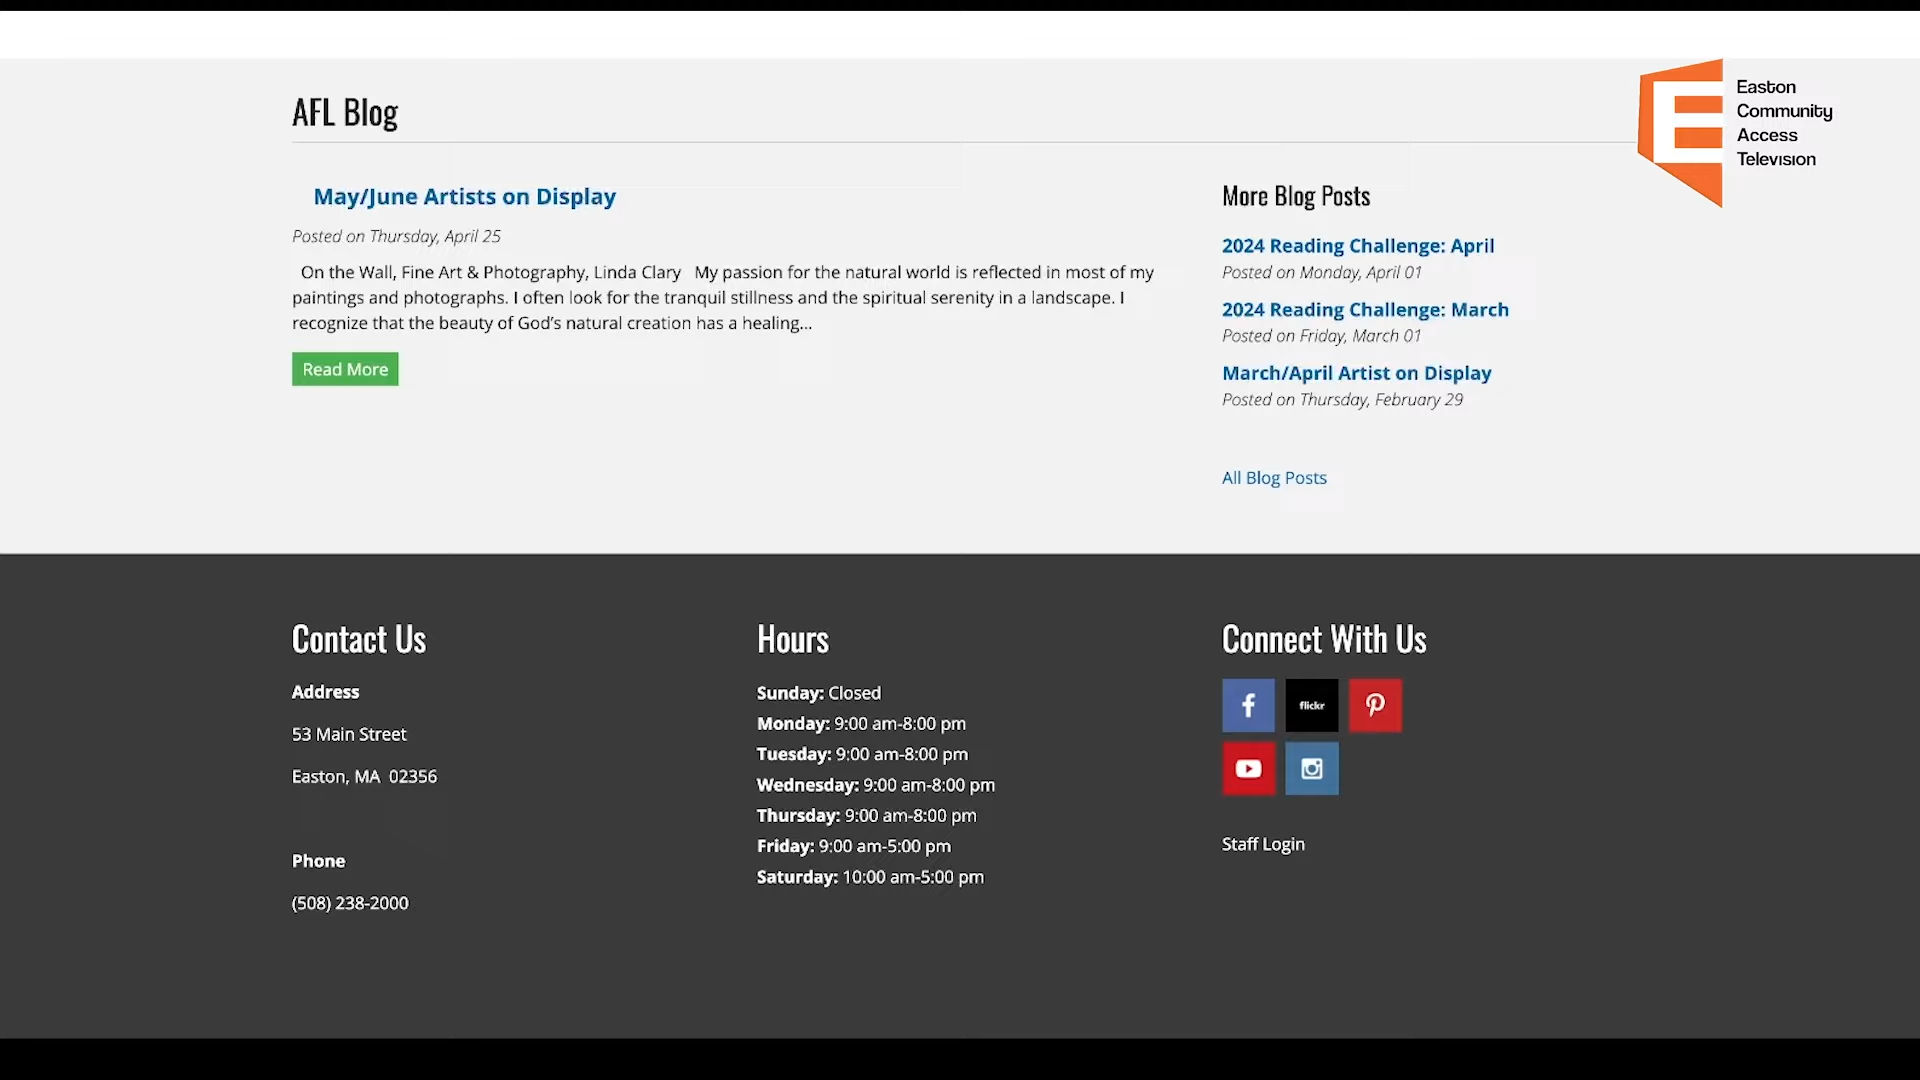 AFL Blog
Easton
Community
Access
Television
May/June Artists on Display
Posted on Thursday, April 25
On the Wall, Fine Art & Photography, Linda Clary My passion for the natural world is reflected in most of my
paintings and photographs. I often look for the tranquil stillness and the spiritual serenity in a landscape. I
recognize that the beauty of God’s natural creation has a healing...
Read More
More Blog Posts
2024 Reading Challenge: April
Posted on Monday, April 01
2024 Reading Challenge: March
Posted on Friday, March 01
March/April Artist on Display
Posted on Thursday, February 29
All Blog Posts
Contact Us
Address
53 Main Street
Easton, MA 02356
Phone
(508) 238-2000
Hours
Sunday: Closed
Monday: 9:00 am-8:00 pm
Tuesday: 9:00 am-8:00 pm
Wednesday: 9:00 am-8:00 pm
Thursday: 9:00 am-8:00 pm
Friday: 9:00 am-5:00 pm
Saturday: 10:00 am-5:00 pm
Connect With Us
flickr
Staff Login